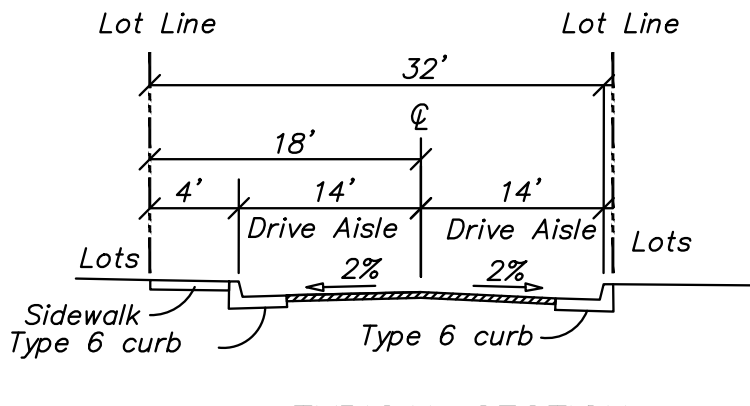 Lot Line Lot Line
32'
℄
18'
4' 14' 14'
Drive Aisle Drive Aisle
Lots Lots
2% 2%
Sidewalk
Type 6 curb Type 6 curb